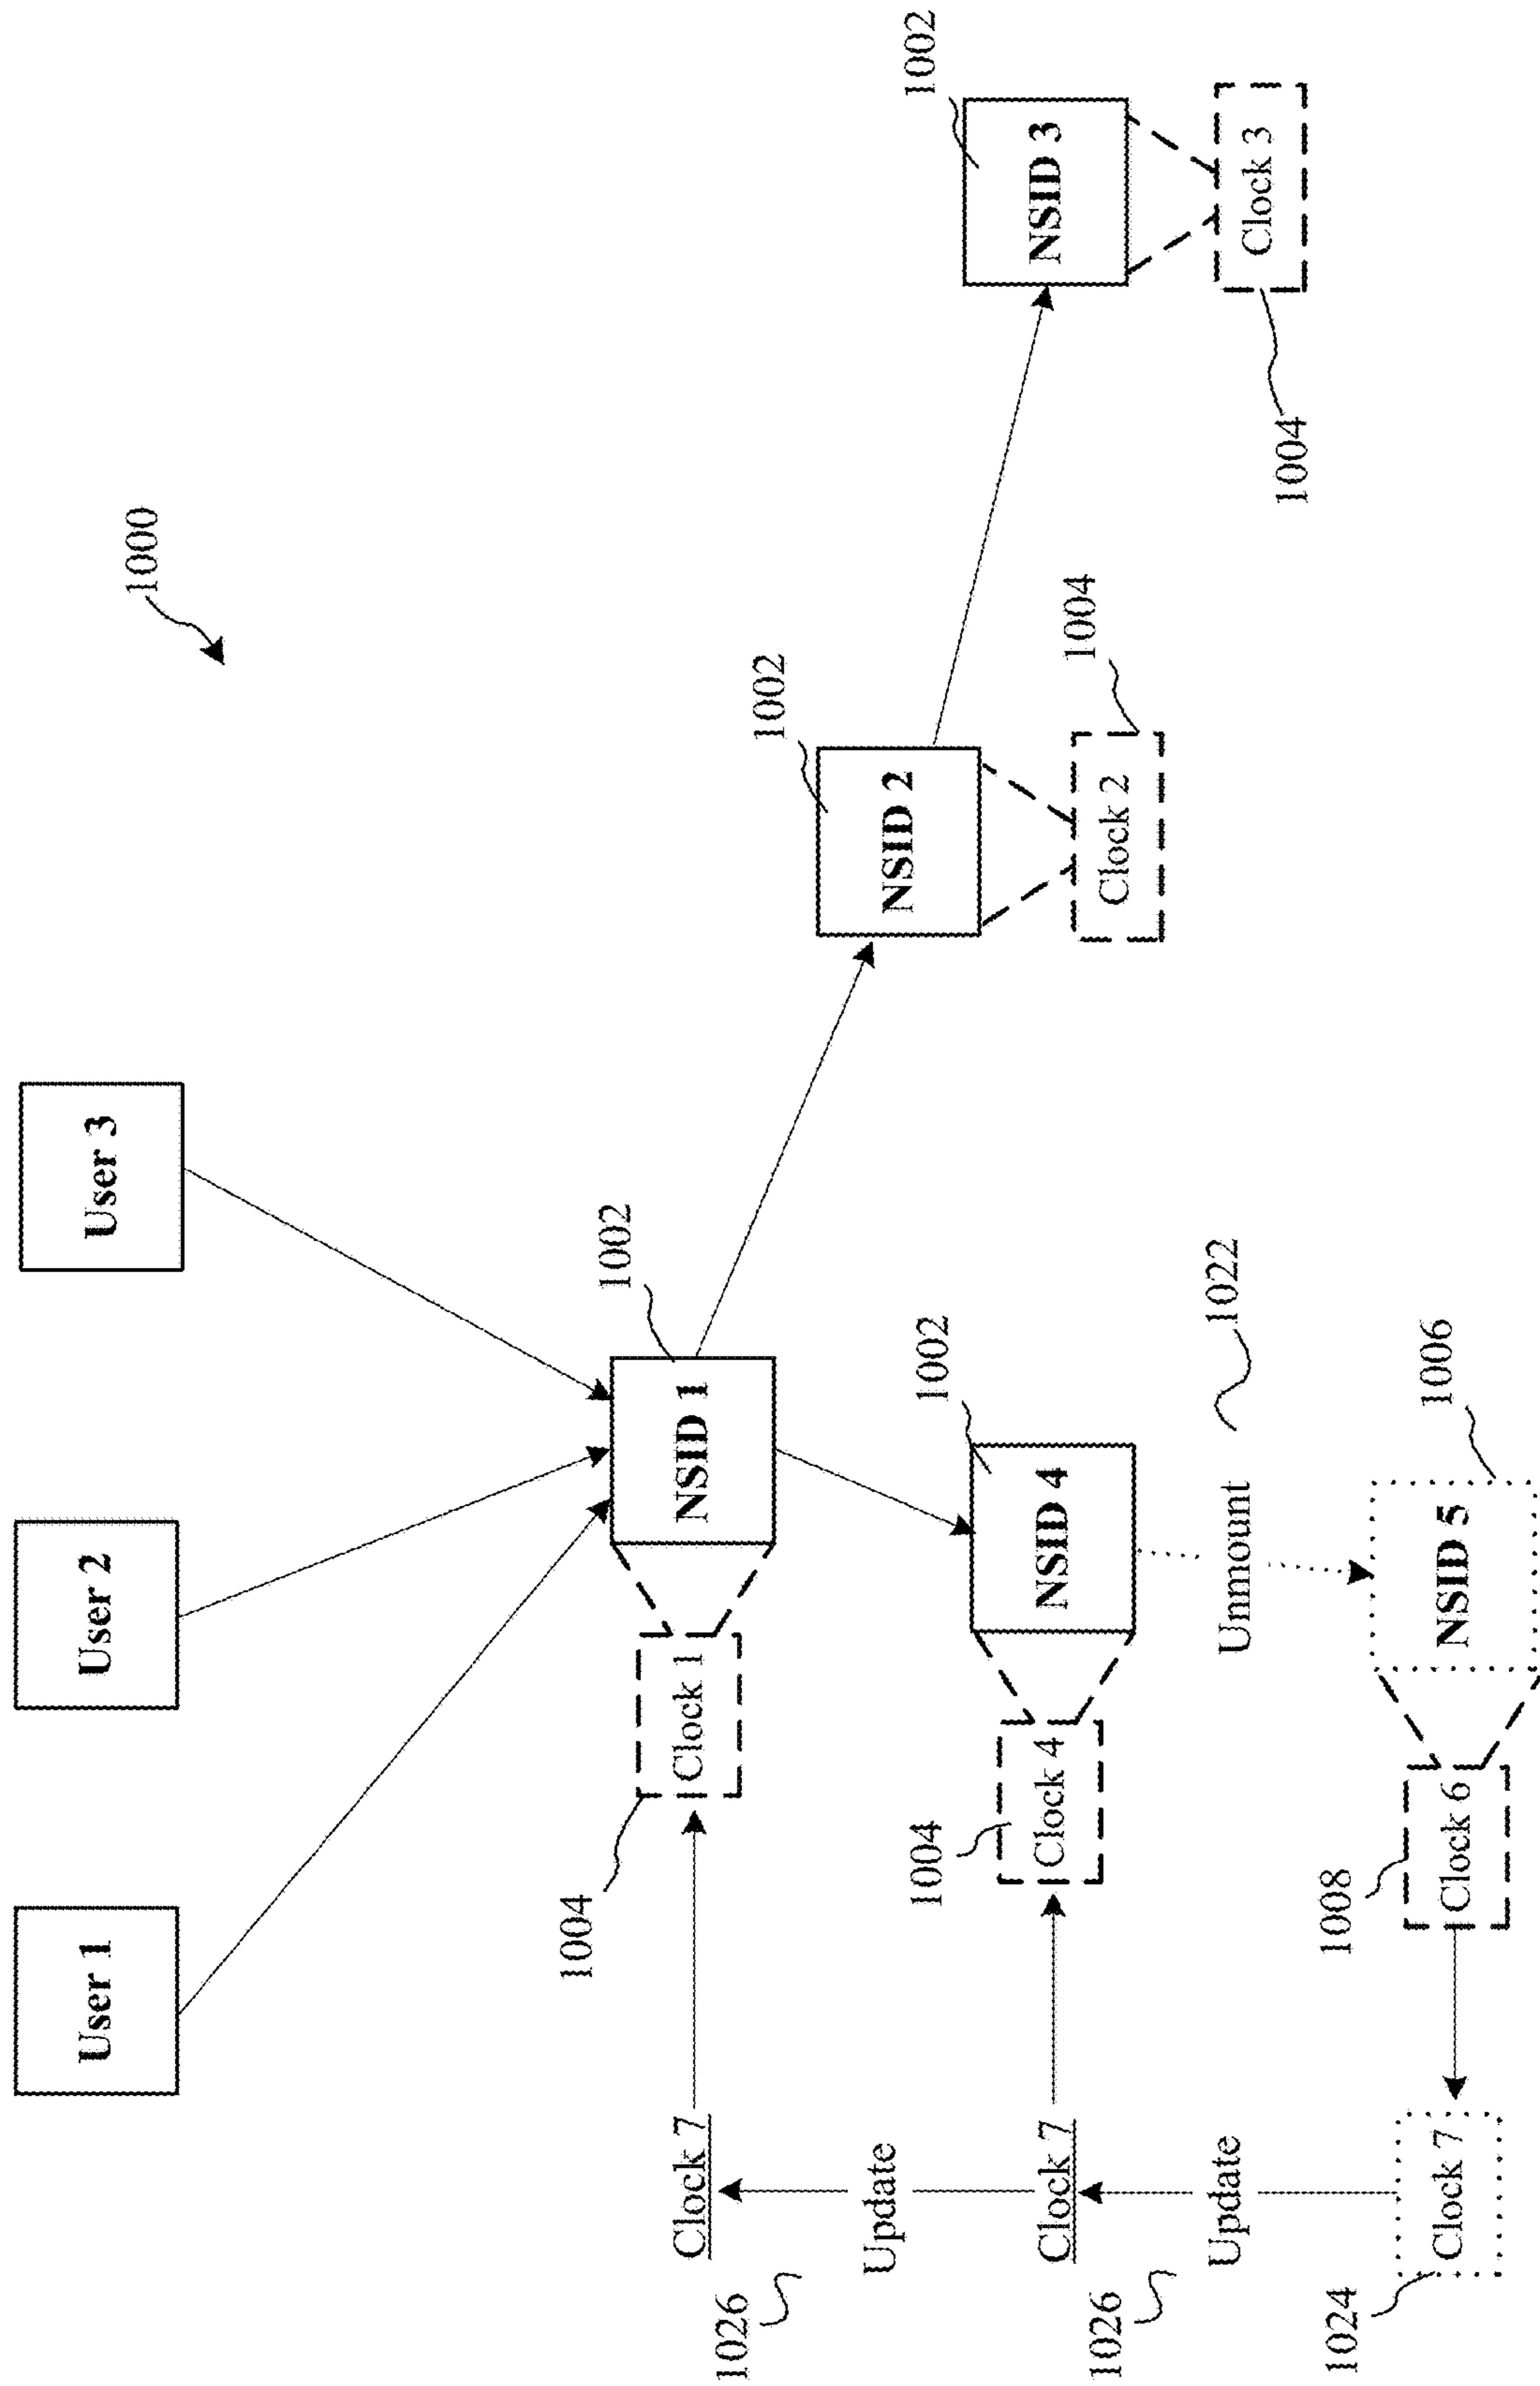 1000
User 1
User 2
User 3
1004
Clock 1
NSID 1
1002
1002
NSID 2
Clock 2
1004
1002
NSID 3
Clock 3
1004
Clock 7
1026
Update
1004
Clock 4
NSID 4
1002
Clock 7
1026
Update
Unmount
1022
1024
Clock 7
1008
Clock 6
NSID 5
1006